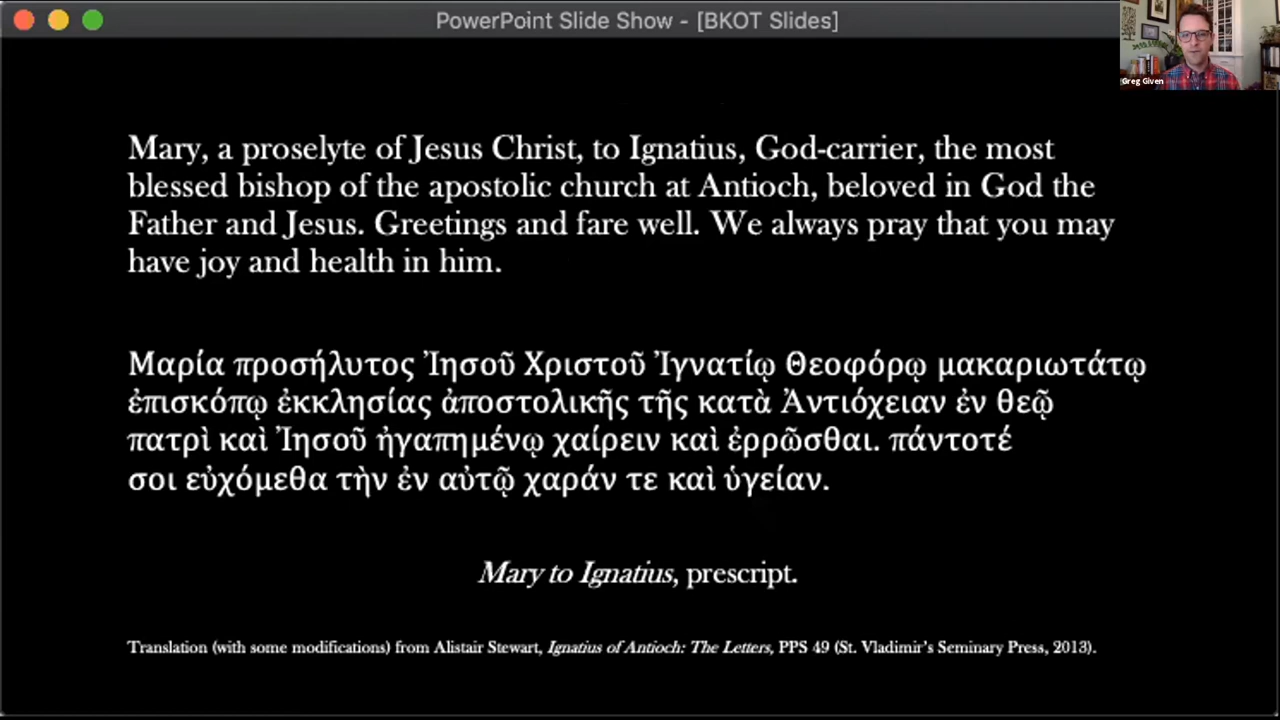 PowerPoint Slide Show - [BKOT Slides]
Greg Given
Mary, a proselyte of Jesus Christ, to Ignatius, God-carrier, the most
blessed bishop of the apostolic church at Antioch, beloved in God the
Father and Jesus. Greetings and fare well. We always pray that you may
have joy and health in him.
Μαρία προσήλυτος Ἰησοῦ Χριστοῦ Ἰγνατίῳ Θεοφόρῳ μακαριωτάτῳ
ἐπισκόπῳ ἐκκλησίας ἀποστολικῆς τῆς κατὰ Ἀντιόχειαν ἐν θεῷ
πατρὶ καὶ Ἰησοῦ ἠγαπημένῳ χαίρειν καὶ ἐρρῶσθαι. πάντοτέ
σοι εὐχόμεθα τὴν ἐν αὐτῷ χαράν τε καὶ ὑγείαν.
Mary to Ignatius, prescript.
Translation (with some modifications) from Alistair Stewart, Ignatius of Antioch: The Letters, PPS 49 (St. Vladimir's Seminary Press, 2013).